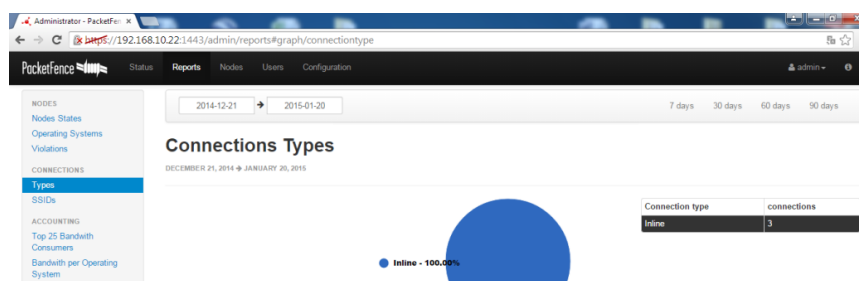 Administrator - PacketFen
https://192.168.10.22:1443/admin/reports#graph/connectiontype
PacketFence Status Reports Nodes Users Configuration admin
2014-12-21 → 2015-01-20 7 days 30 days 60 days 90 days
NODES
Nodes States
Operating Systems
Violations
CONNECTIONS
Types
SSIDs
ACCOUNTING
Top 25 Bandwith
Consumers
Bandwith per Operating
System
Connections Types
DECEMBER 21, 2014 → JANUARY 20, 2015
Connection type connections
Inline 3
Inline - 100.00%